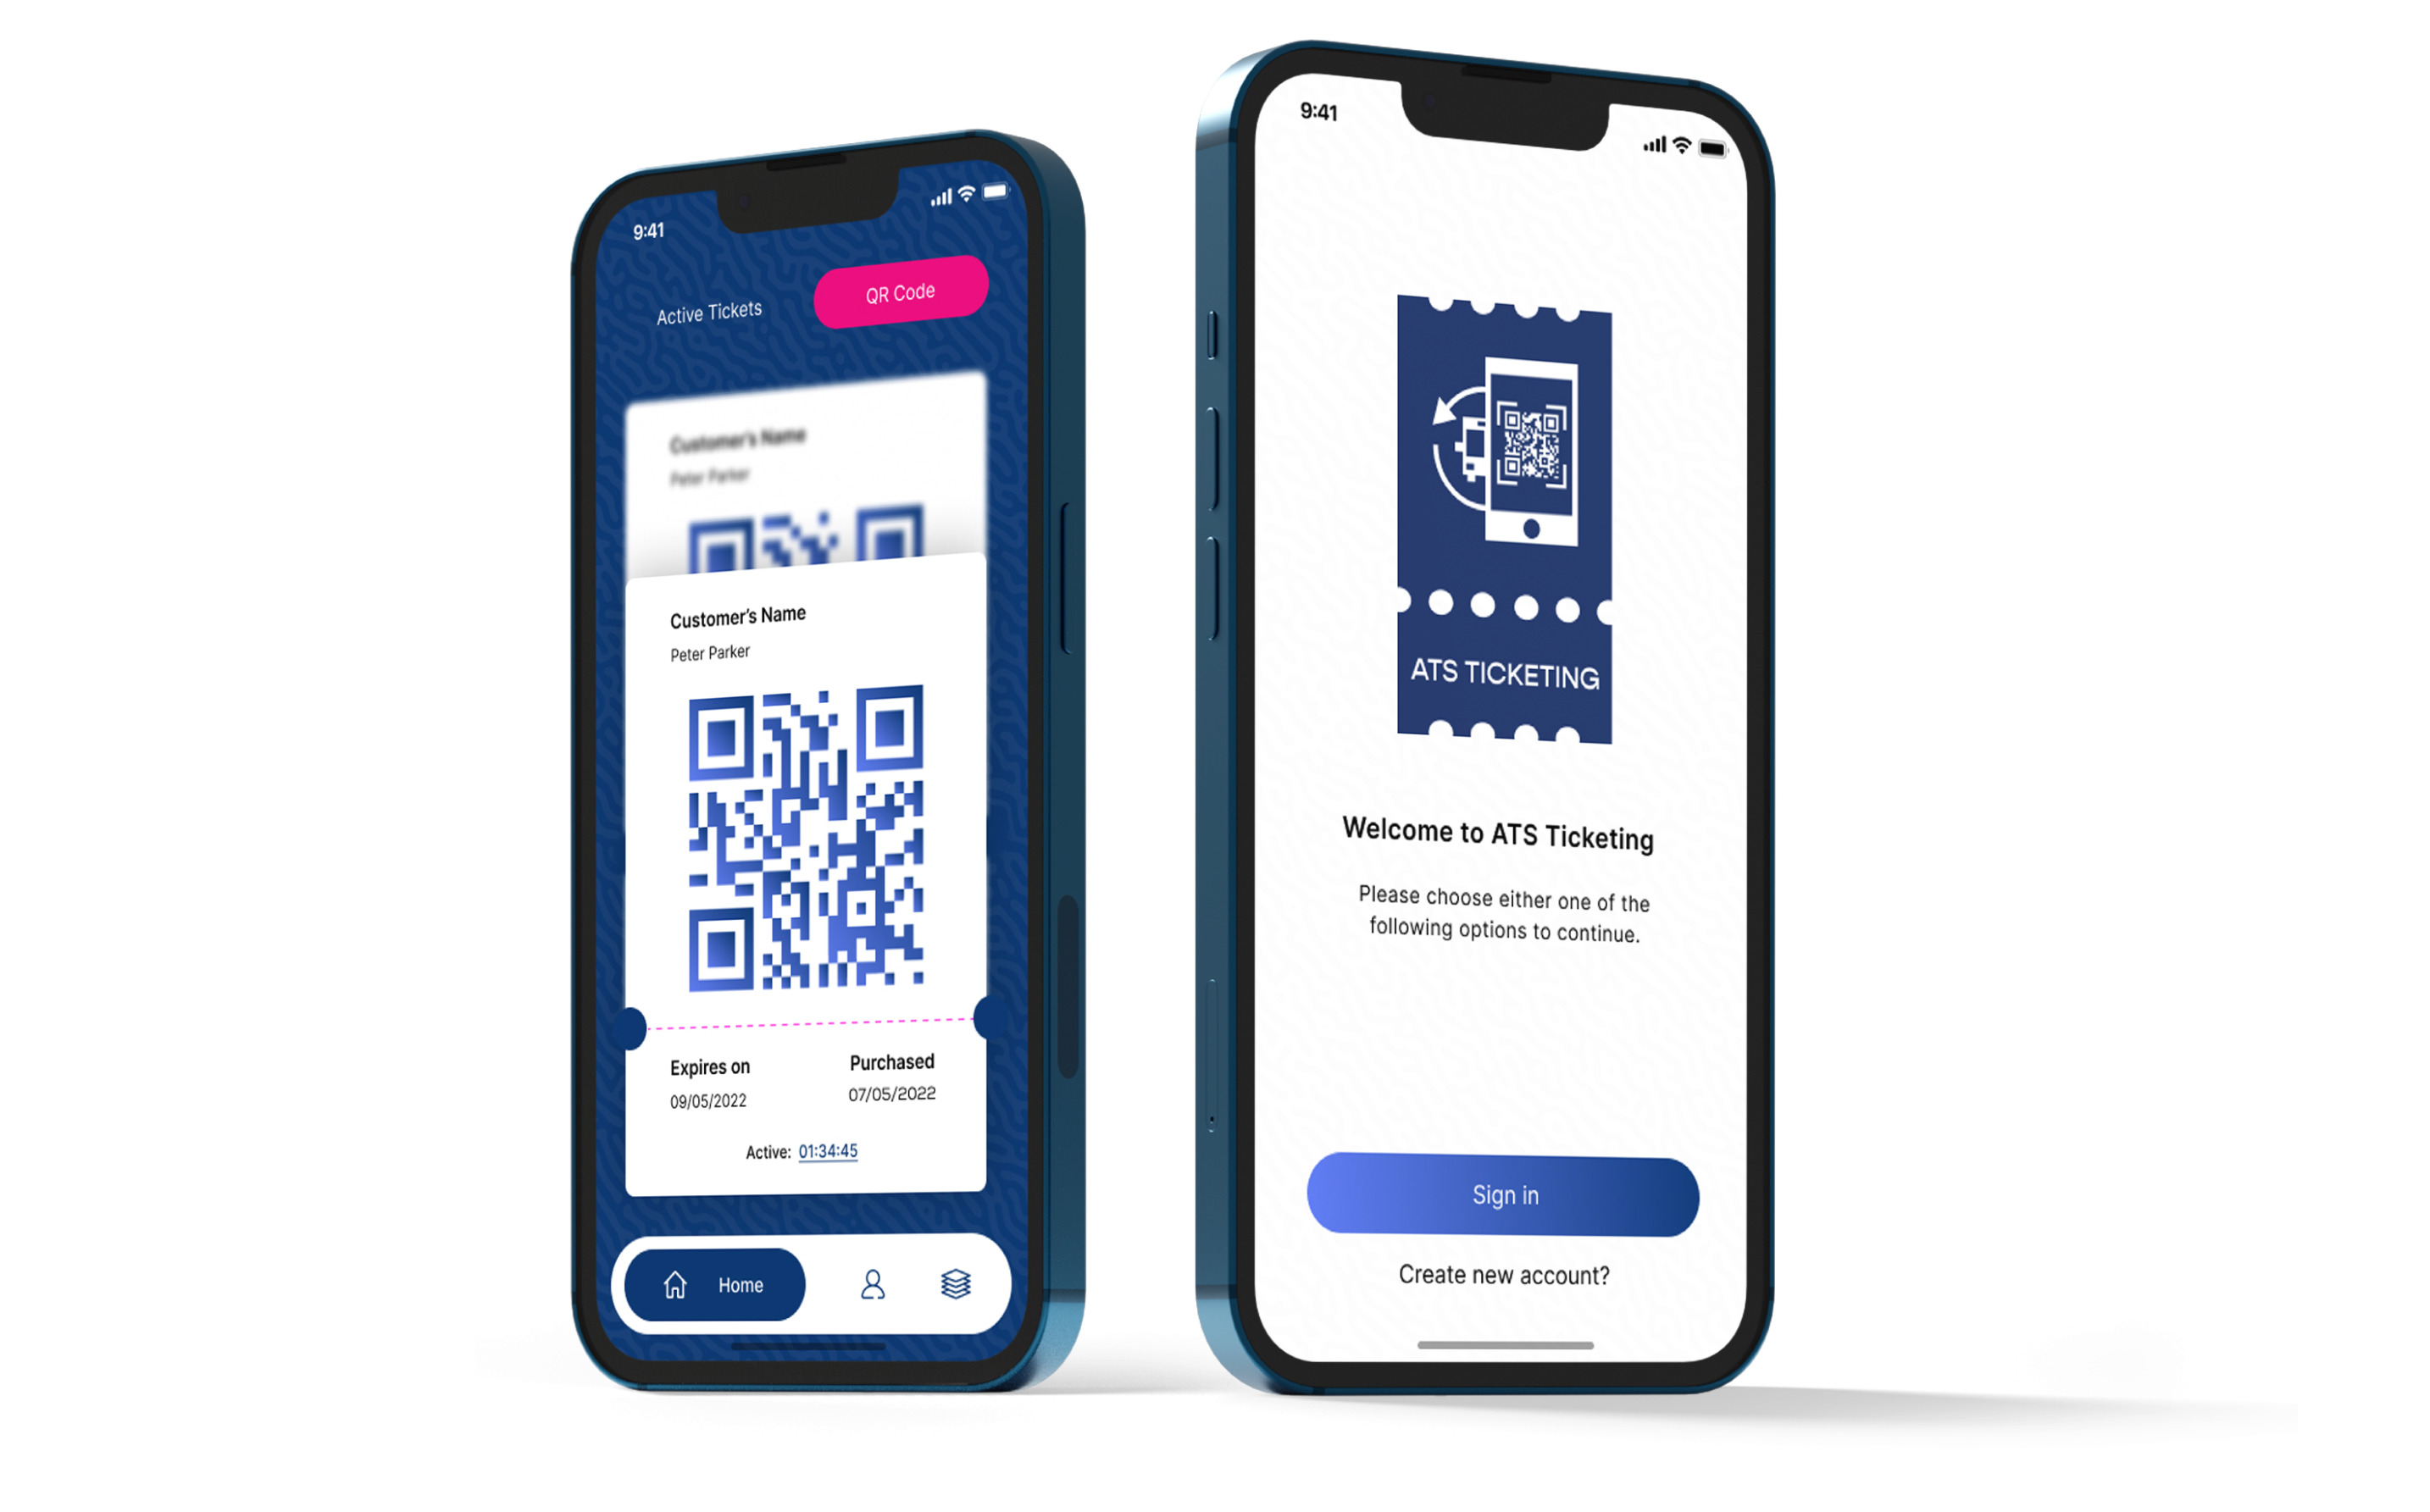 9:41
Active Tickets
QR Code
Customer's Name
Peter Parker
Customer's Name
Peter Parker
Expires on
Purchased
09/05/2022
07/05/2022
Active: 01:34:45
Home
9:41
ATS TICKETING
Welcome to ATS Ticketing
Please choose either one of the
following options to continue.
Sign in
Create new account?